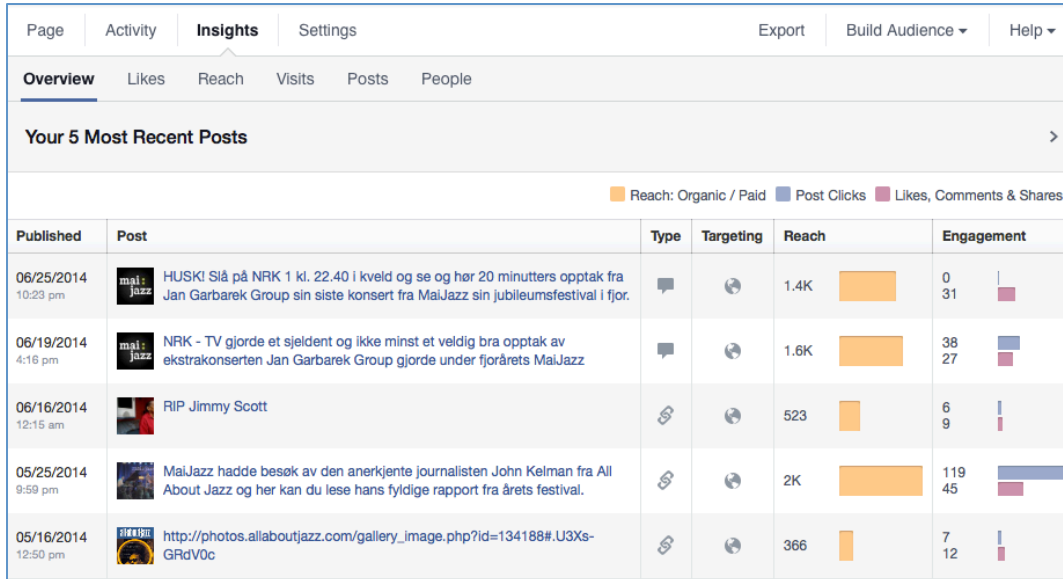 Page Activity Insights Settings Export Build Audience Help
Overview Likes Reach Visits Posts People
Your 5 Most Recent Posts
Reach: Organic / Paid Post Clicks Likes, Comments & Shares
Published Post Type Targeting Reach Engagement
06/25/2014
10:23 pm
mai:
jazz
HUSK! Slå på NRK 1 kl. 22.40 i kveld og se og hør 20 minutters opptak fra
Jan Garbarek Group sin siste konsert fra MaiJazz sin jubileumsfestival i fjor.
1.4K
0
31
06/19/2014
4:16 pm
mai:
jazz
NRK - TV gjorde et sjeldent og ikke minst et veldig bra opptak av
ekstrakonserten Jan Garbarek Group gjorde under fjorårets MaiJazz
1.6K
38
27
06/16/2014
12:15 am
RIP Jimmy Scott
523
6
9
05/25/2014
9:59 pm
MaiJazz hadde besøk av den anerkjente journalisten John Kelman fra All
About Jazz og her kan du lese hans fyldige rapport fra årets festival.
2K
119
45
05/16/2014
12:50 pm
http://photos.allaboutjazz.com/gallery_image.php?id=134188#.U3Xs-
GRdV0c
366
7
12